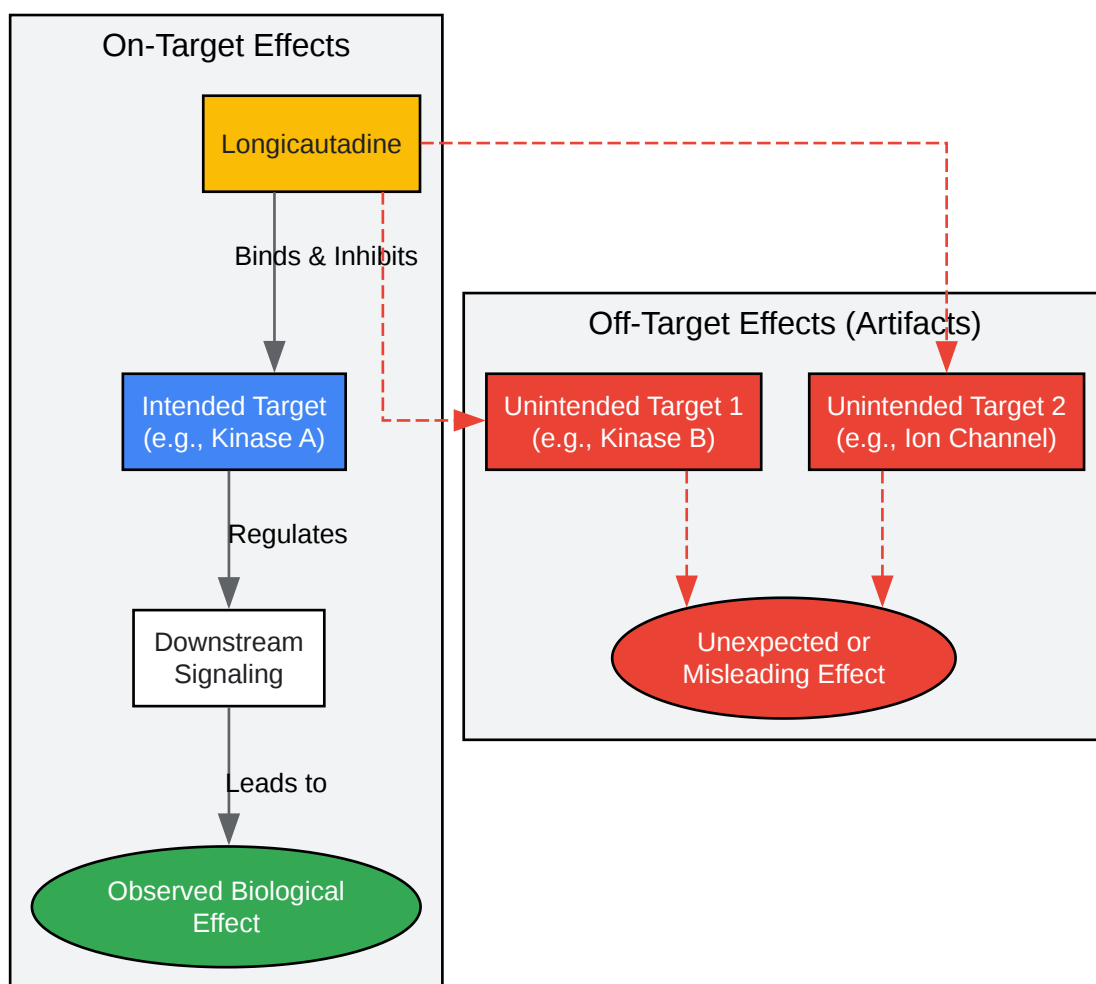 On-Target Effects
Longicautadine
Binds & Inhibits
Off-Target Effects (Artifacts)
Intended Target
(e.g., Kinase A)
Unintended Target 1
(e.g., Kinase B)
Unintended Target 2
(e.g., Ion Channel)
Regulates
Downstream
Signaling
Unexpected or
Misleading Effect
Leads to
Observed Biological
Effect